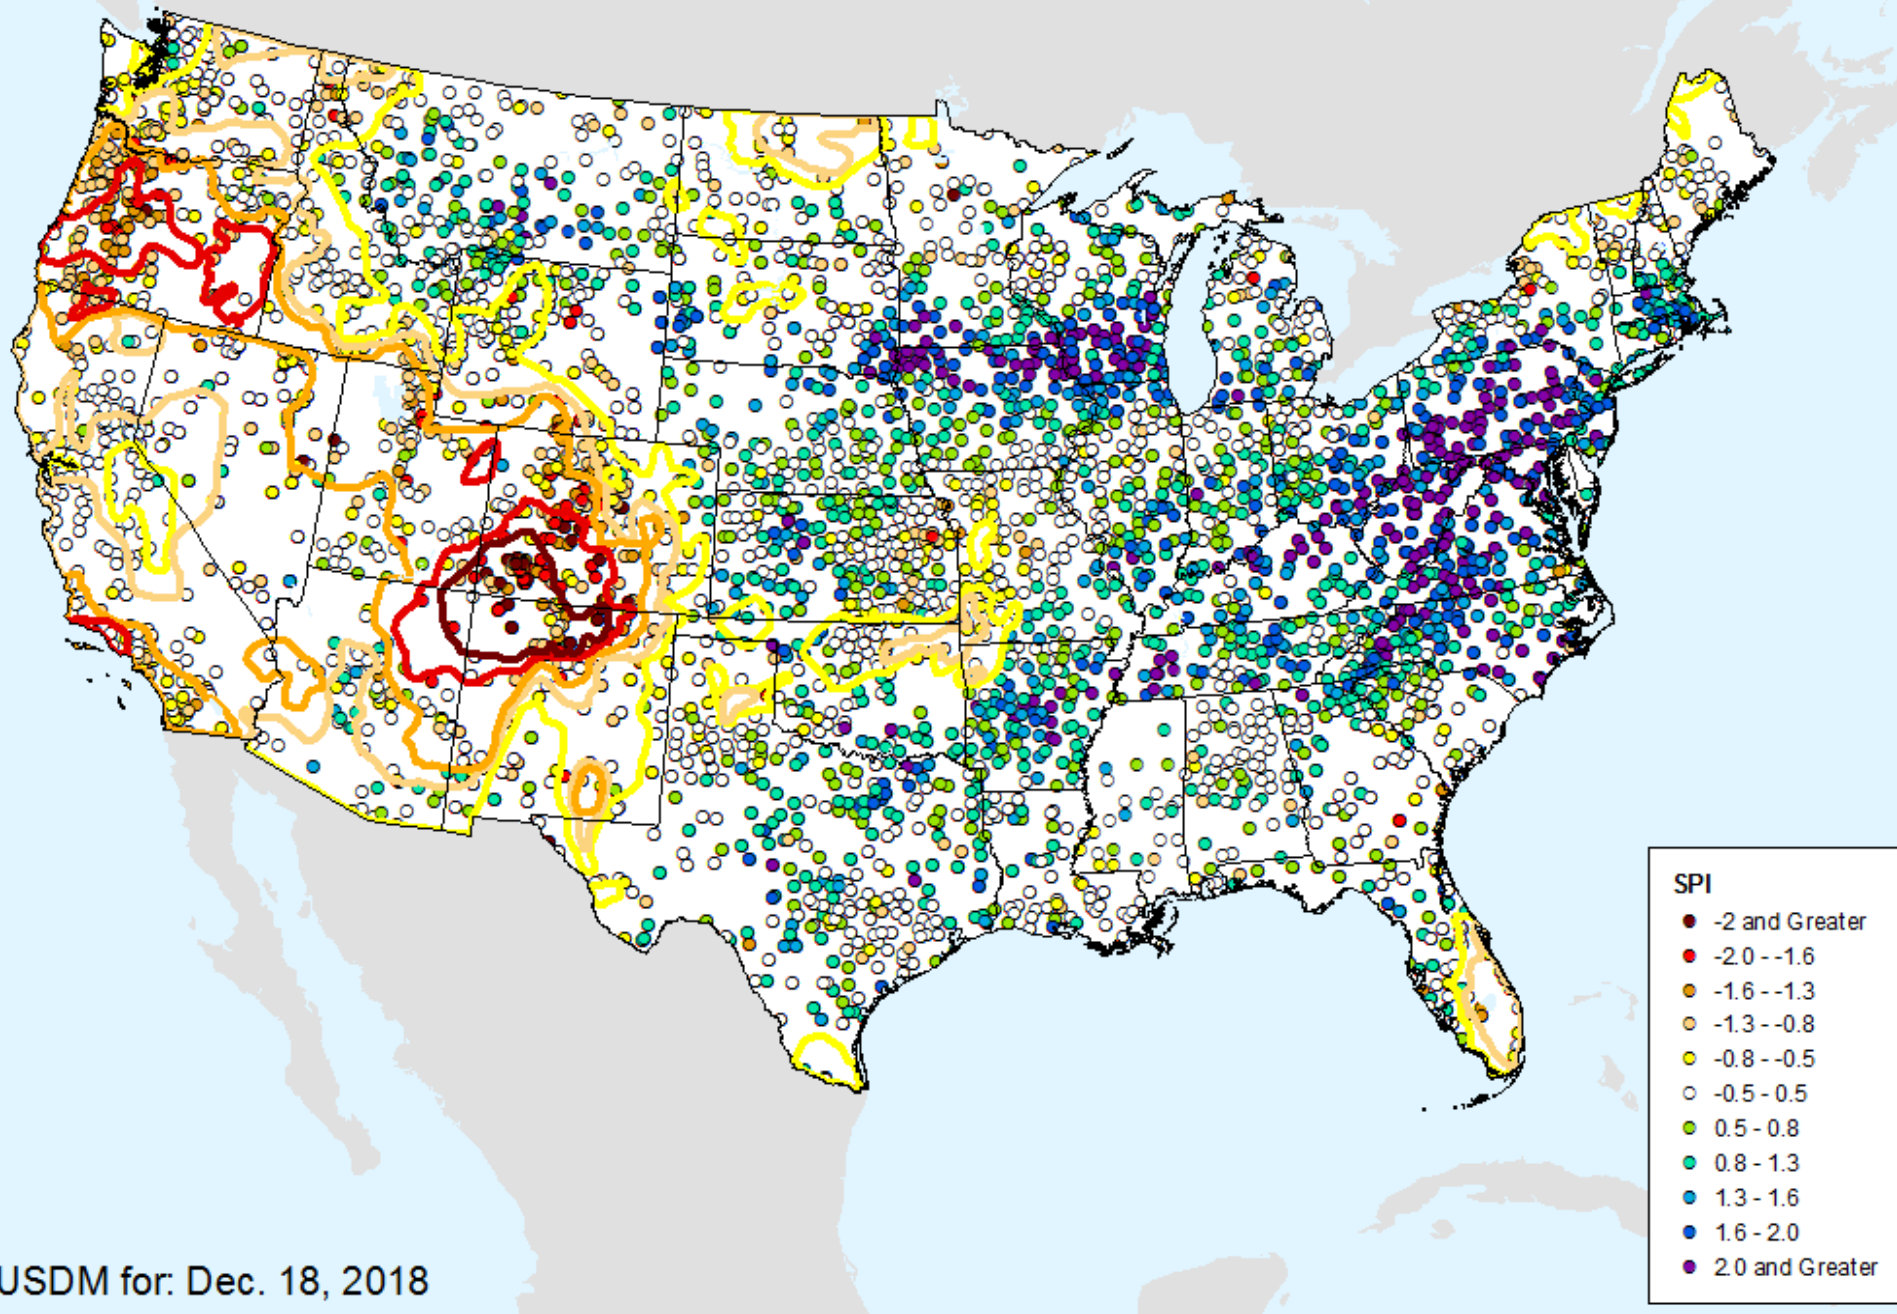 SPI
-2 and Greater
-2.0 - -1.6
-1.6 - -1.3
-1.3 - -0.8
-0.8 - -0.5
-0.5 - 0.5
0.5 - 0.8
0.8 - 1.3
1.3 - 1.6
1.6 - 2.0
2.0 and Greater
USDM for: Dec. 18, 2018